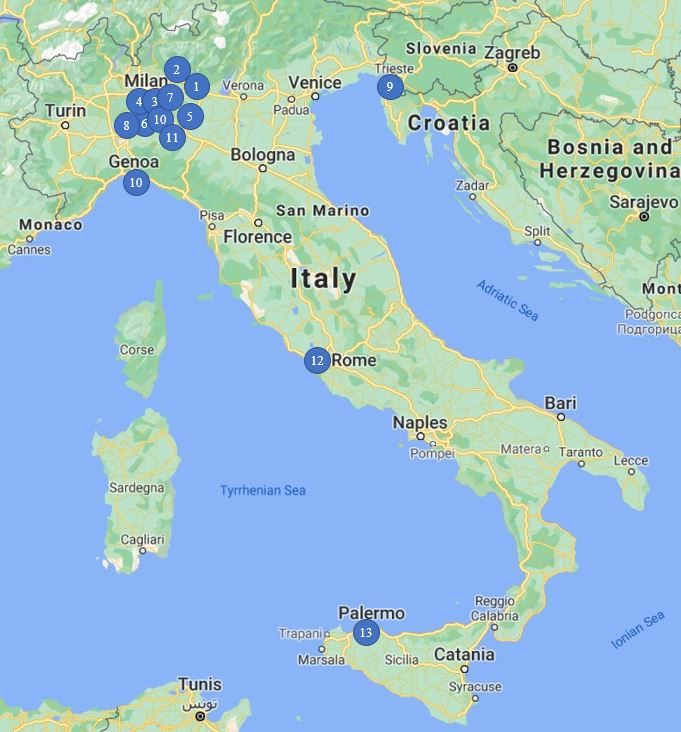 Slovenia
Zagreb
Trieste
2
Milan
1
Verona
Venice
9
Turin
4
3
7
Padua
Croatia
8
6
10
5
11
Bosnia and
Herzegovina
Genoa
Bologna
10
Zadar
Sarajevo
Monaco
Pisa
San Marino
Cannes
Florence
Split
Italy
Adriatic Sea
Mont
Podgorica
Подгорица
Corse
12
Rome
Bari
Naples
Pompei
Matera
Taranto
Lecce
Sardegna
Tyrrhenian Sea
Cagliari
Reggio
Calabria
Palermo
Trapani
13
Ionian Sea
Marsala
Sicilia
Catania
Syracuse
Tunis
تونس